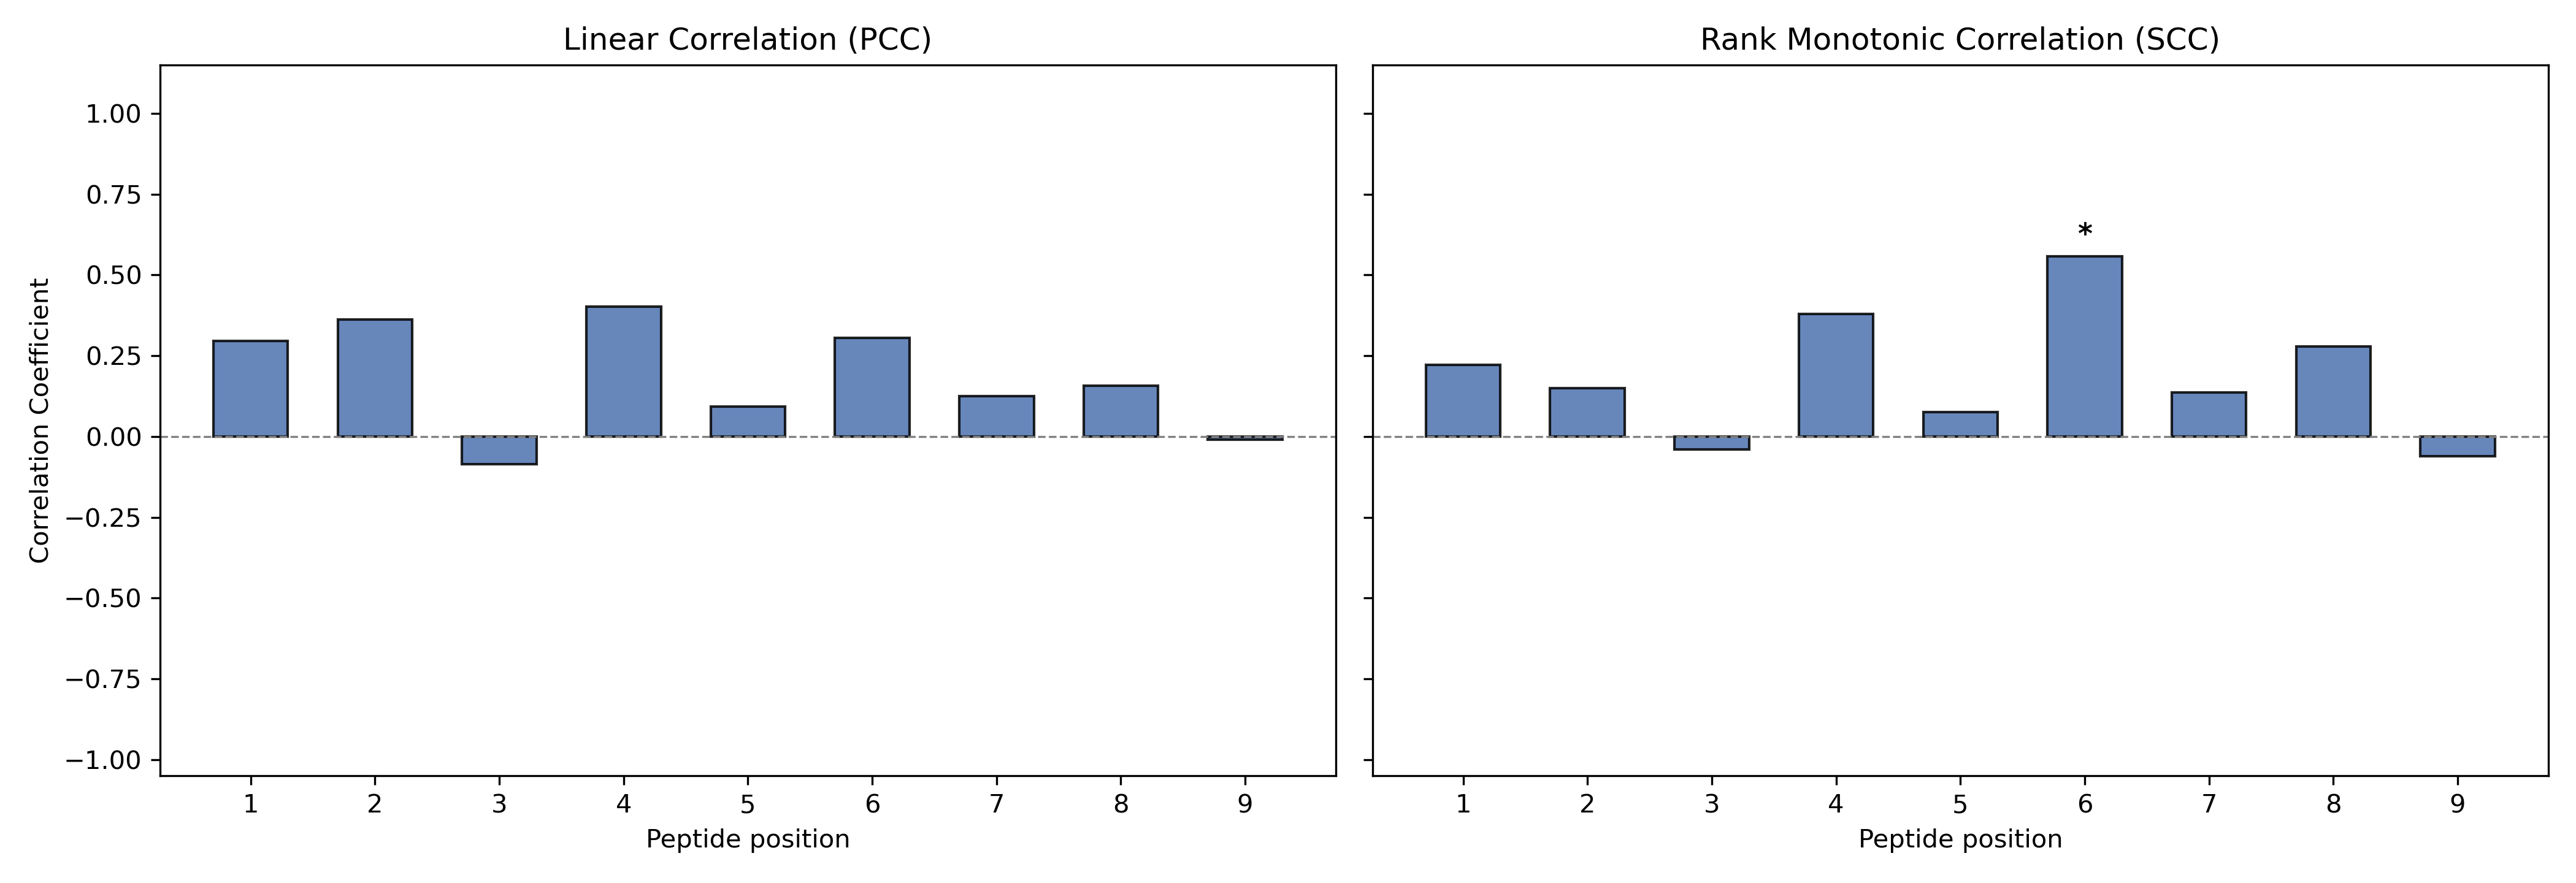 Linear Correlation (PCC)
Rank Monotonic Correlation (SCC)
Correlation Coefficient
1.00
0.75
0.50
0.25
0.00
−0.25
−0.50
−0.75
−1.00
*
1 2 3 4 5 6 7 8 9
Peptide position
1 2 3 4 5 6 7 8 9
Peptide position